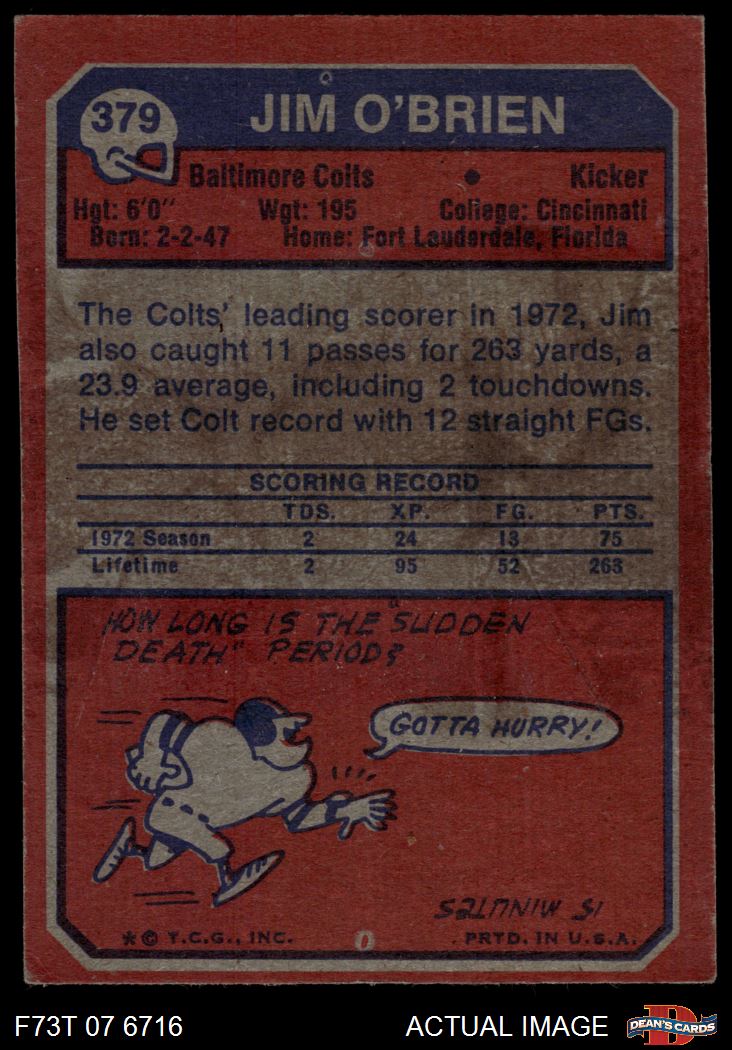 379
JIM O'BRIEN
Baltimore Colts • Kicker
Hgt: 6'0" Wgt: 195 College: Cincinnati
Born: 2-2-47 Home: Fort Lauderdale, Florida
The Colts' leading scorer in 1972, Jim
also caught 11 passes for 263 yards, a
23.9 average, including 2 touchdowns.
He set Colt record with 12 straight FGs.
SCORING RECORD
TDS. XP. FG. PTS.
1972 Season 2 24 13 75
Lifetime 2 95 52 263
HOW LONG IS THE "SUDDEN
DEATH" PERIOD?
GOTTA HURRY!
15 MINUTES
*© T.C.G., INC. PRTD. IN U.S.A.
F73T 07 6716 ACTUAL IMAGE DEAN'S CARDS